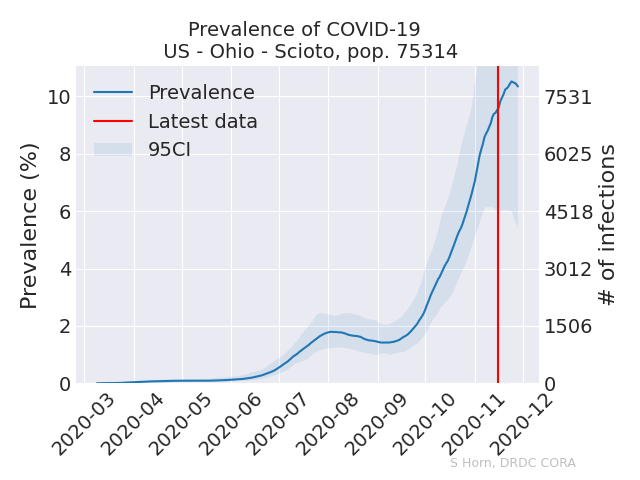 Prevalence of COVID-19
US - Ohio - Scioto, pop. 75314
Prevalence
Latest data
95CI
Prevalence (%)
10
8
6
4
2
0
7531
6025
4518
3012
1506
0
# of infections
2020-03
2020-04
2020-05
2020-06
2020-07
2020-08
2020-09
2020-10
2020-11
2020-12
S Horn, DRDC CORA